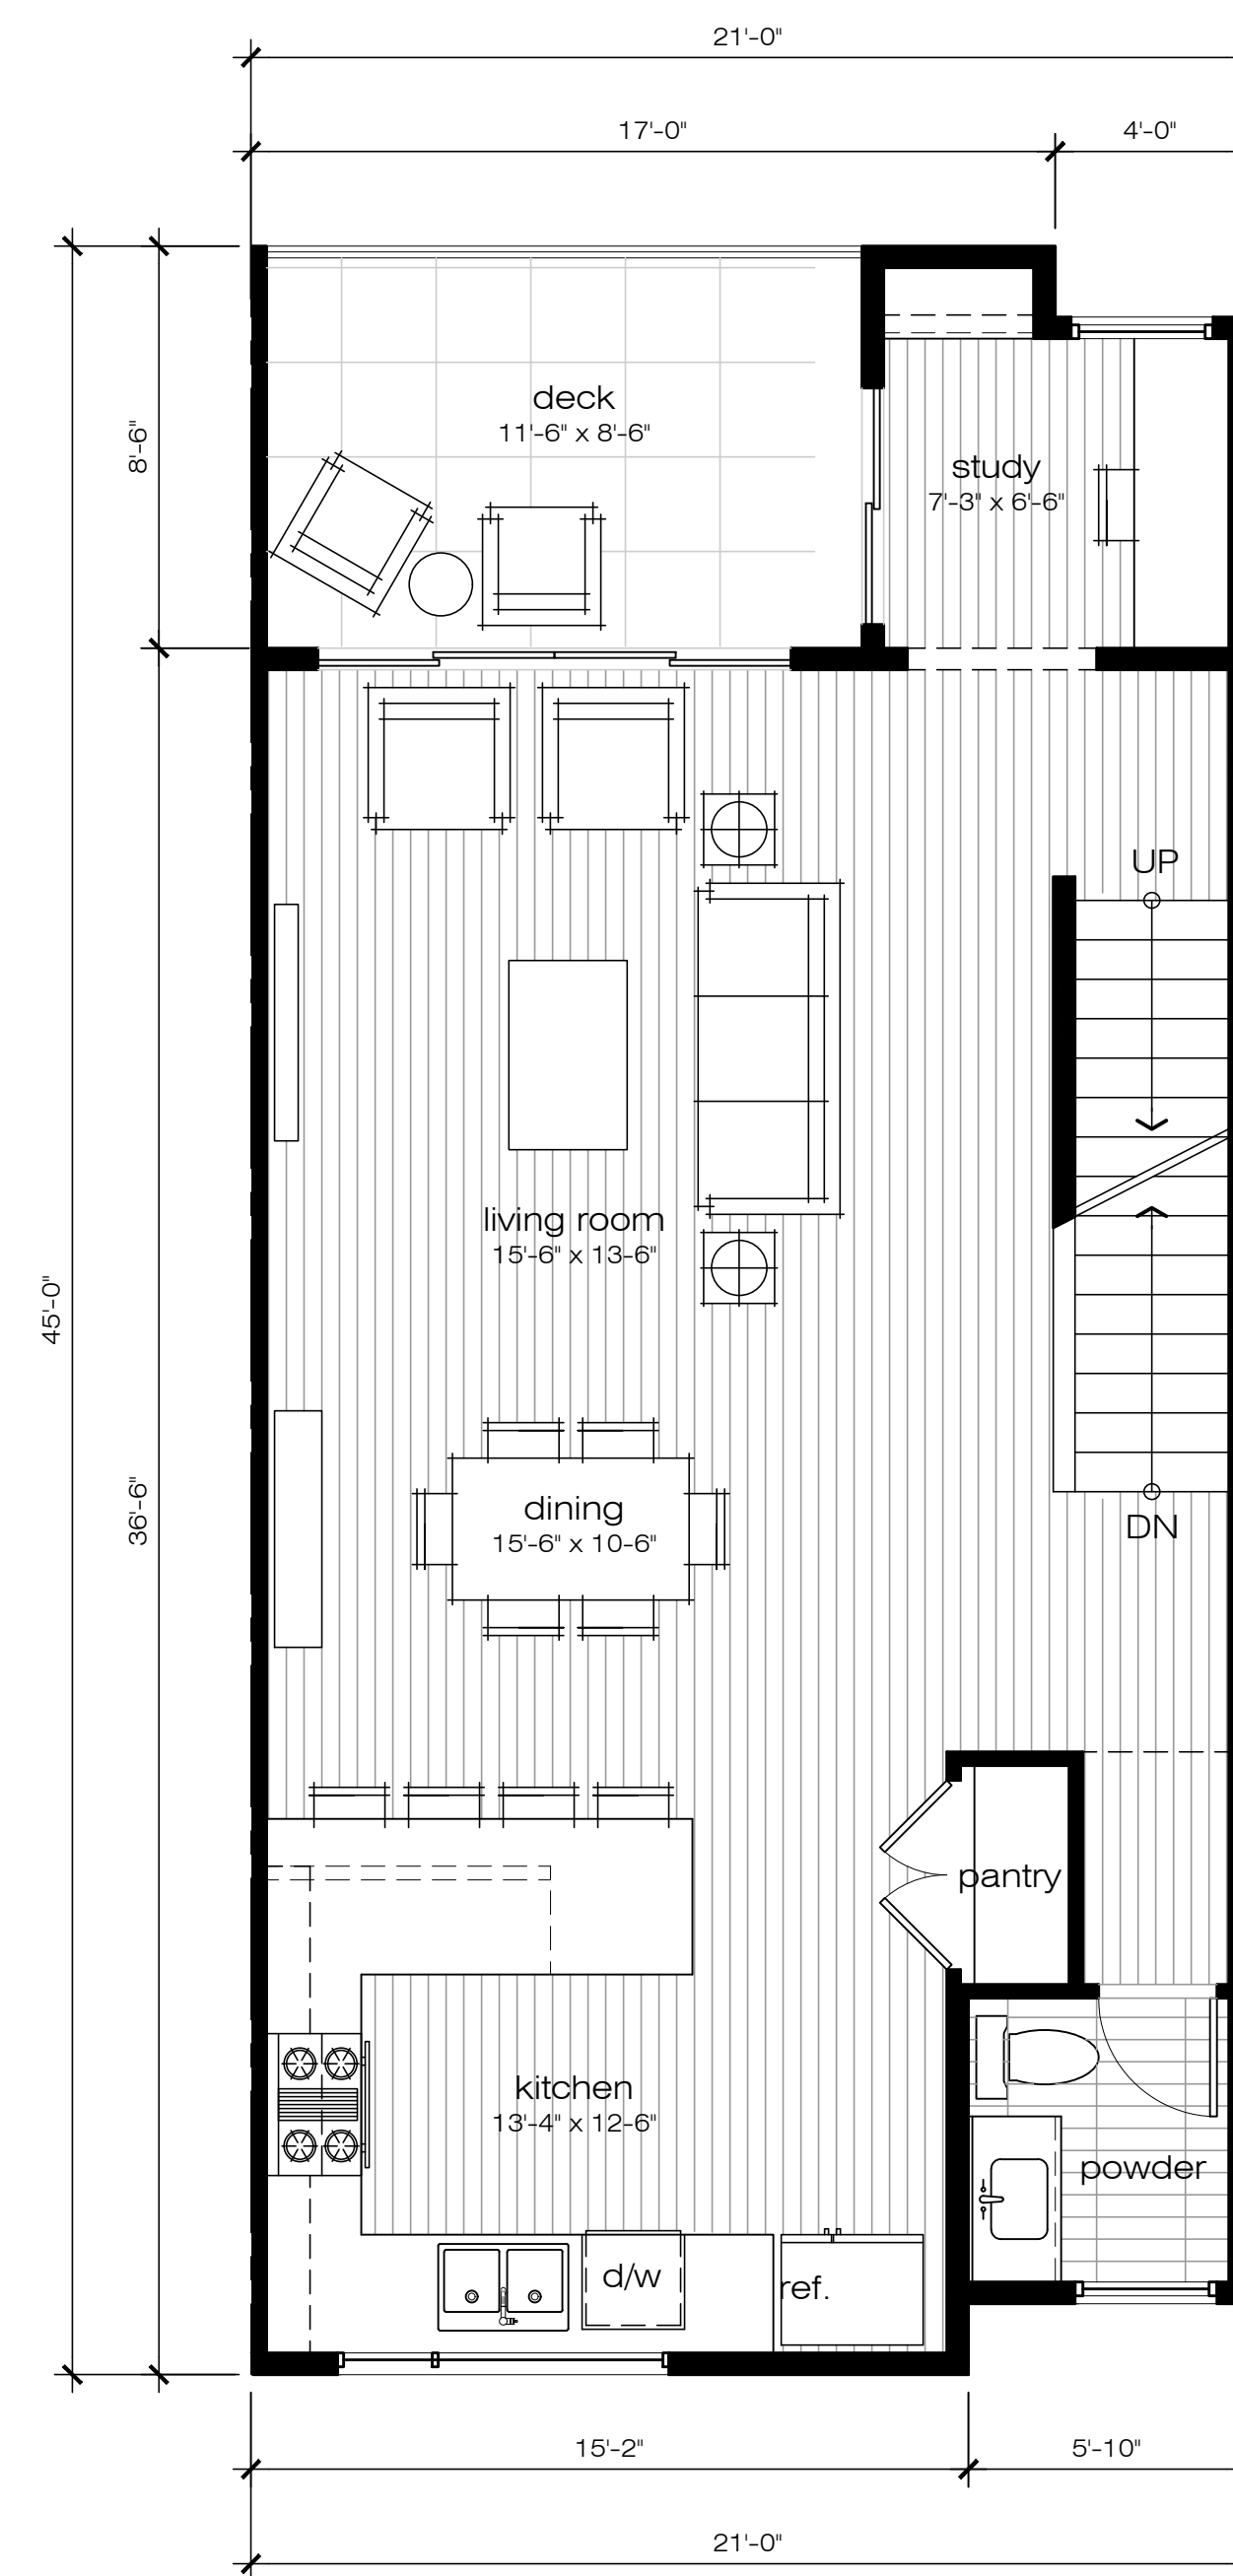 21'-0"
17'-0"
4'-0"
8'-6"
deck
11'-6" x 8'-6"
study
7'-3" x 6'-6"
UP
living room
15'-6" x 13-6"
45'-0"
36'-6"
dining
15'-6" x 10-6"
DN
pantry
kitchen
13'-4" x 12-6"
powder
d/w
ref.
15'-2"
5'-10"
21'-0"